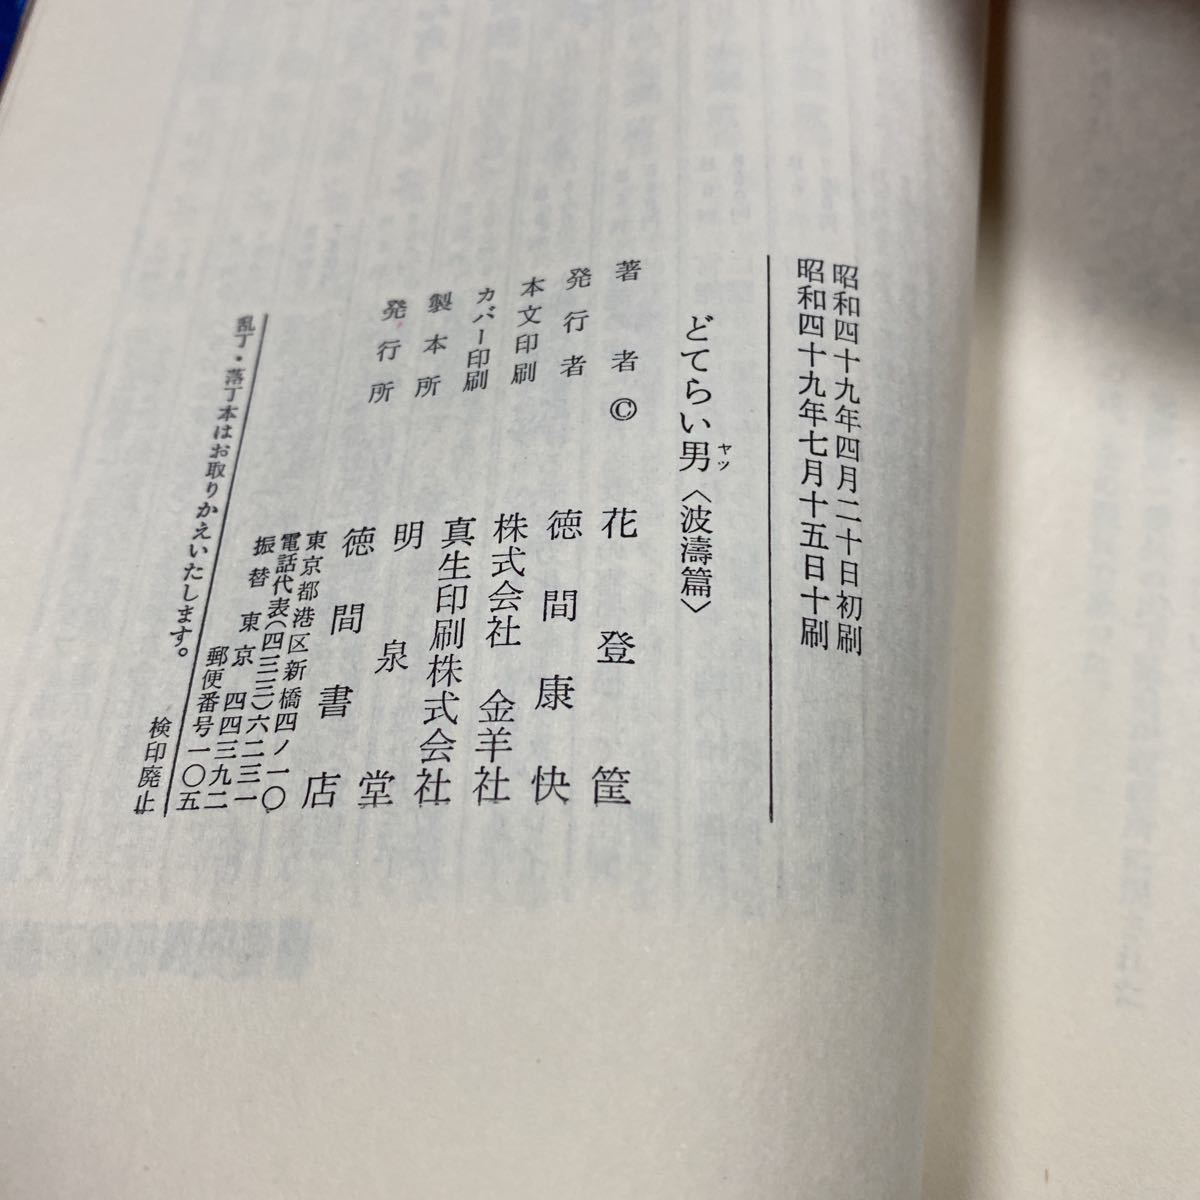 昭和四十九年四月二十日初刷
昭和四十九年七月十五日十刷
どてらい男〈波濤篇〉
ヤツ
著者© 花登筐
発行者 徳間康快
本文印刷 株式会社 金羊社
カバー印刷 真生印刷株式会社
製本所 明泉堂
発行所 徳間書店
東京都港区新橋四ノ一〇
電話代表(四三三)六二三一
振替 東京 四四三九二
郵便番号一〇五
乱丁・落丁本はお取りかえいたします。
検印廃止